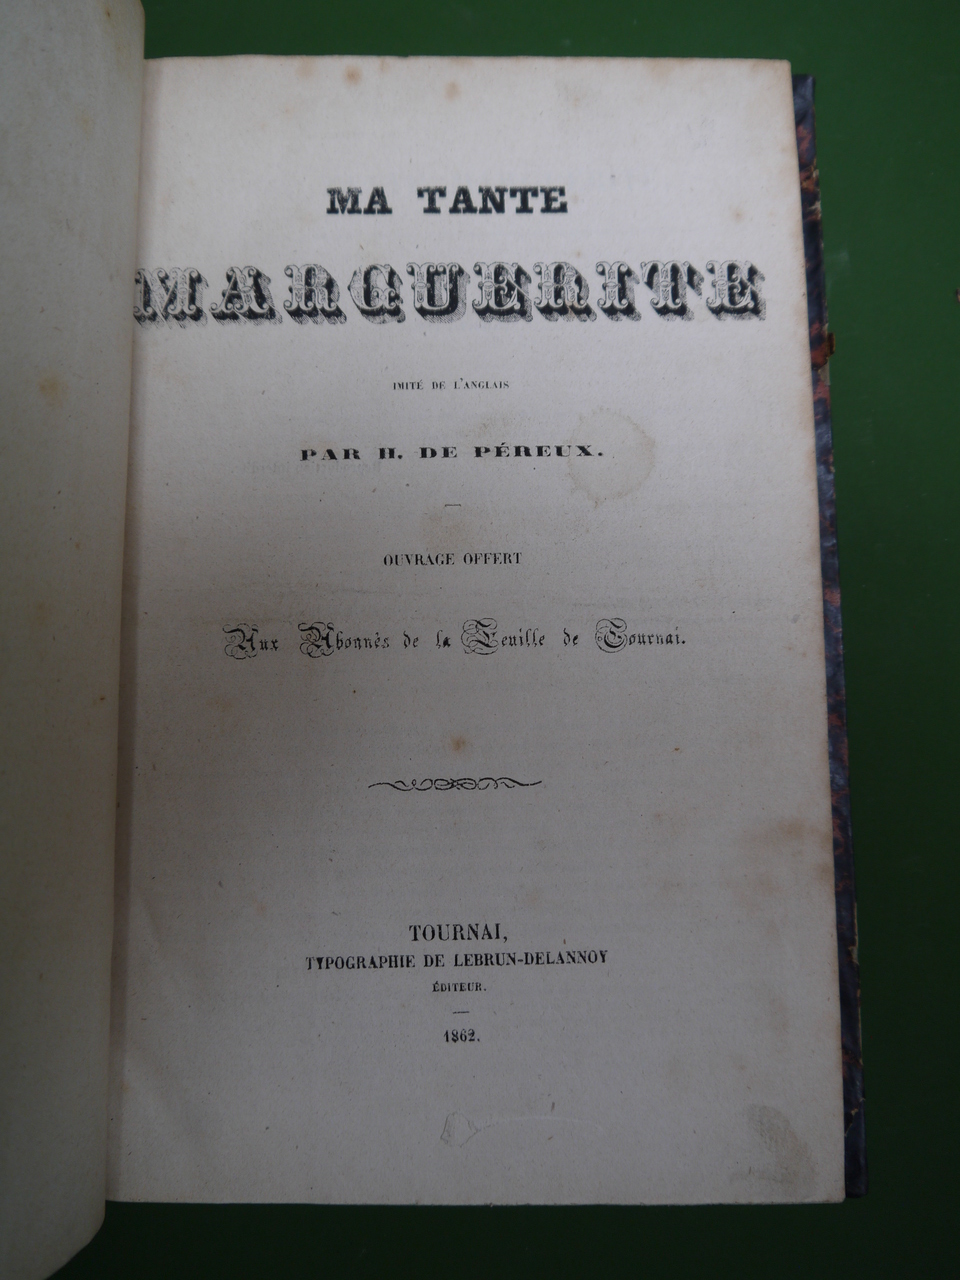 MA TANTE
MARGUERITE
IMITÉ DE L'ANGLAIS
PAR H. DE PÉREUX.
OUVRAGE OFFERT
Aux Abonnés de la Feuille de Tournai.
TOURNAI,
TYPOGRAPHIE DE LEBRUN-DELANNOY
ÉDITEUR.
1862.